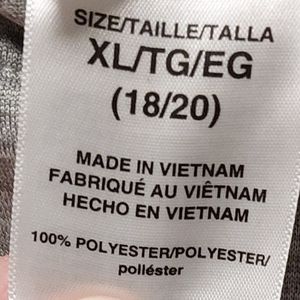 SIZE/TAILLE/TALLA
XL/TG/EG
(18/20)
MADE IN VIETNAM
FABRIQUÉ AU VIÊTNAM
HECHO EN VIETNAM
100% POLYESTER/POLYESTER/
poliéster